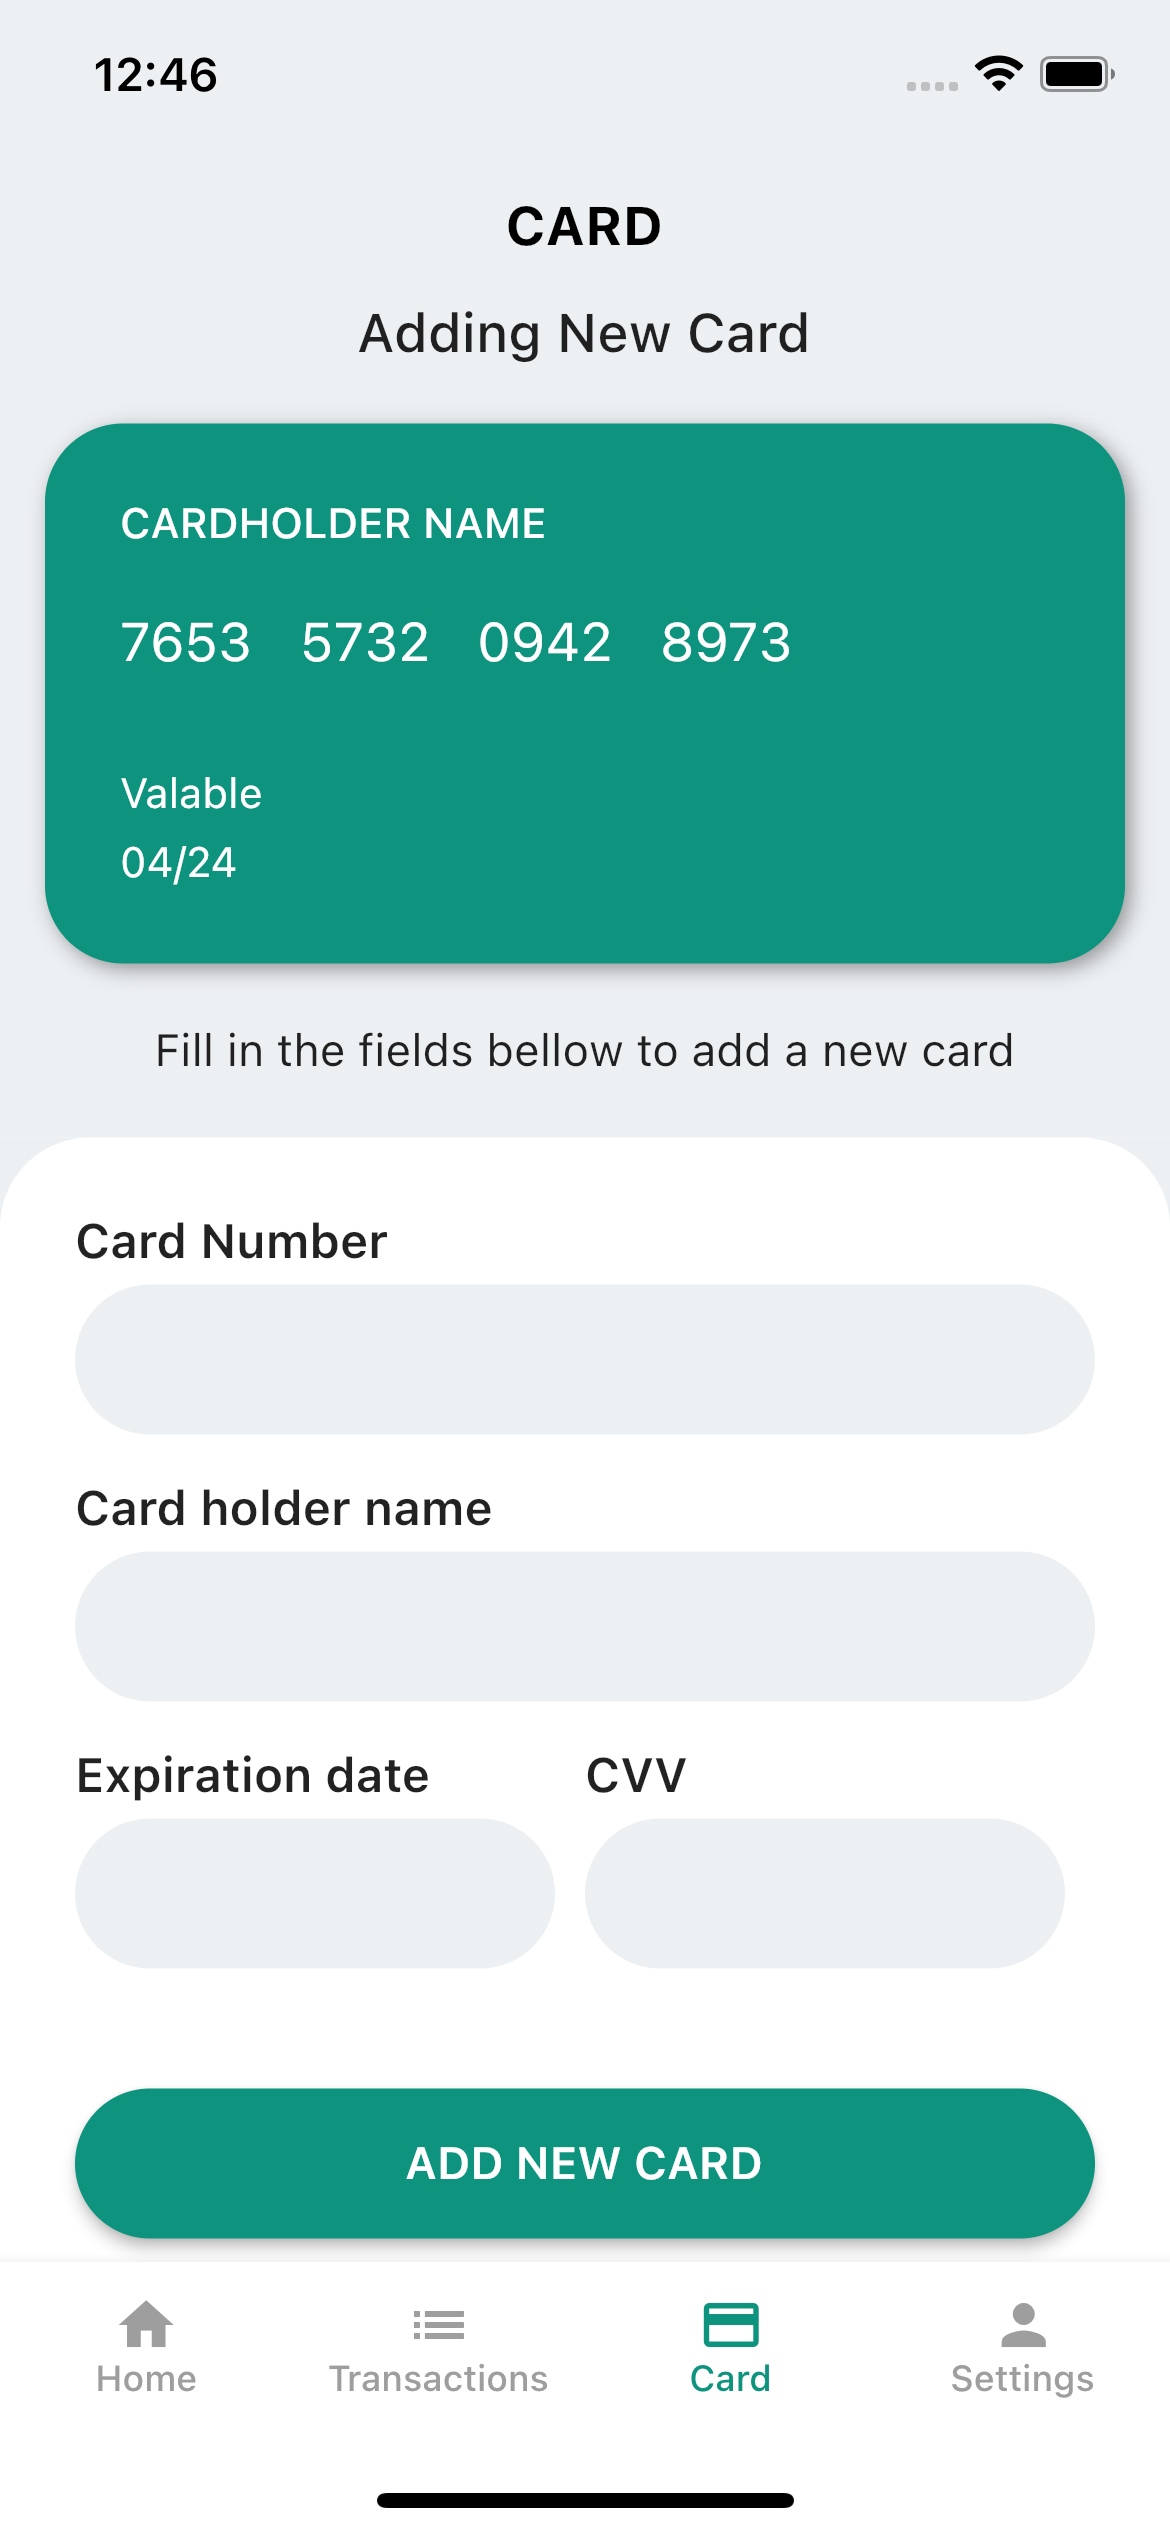 12:46
CARD
Adding New Card
CARDHOLDER NAME
7653 5732 0942 8973
Valable
04/24
Fill in the fields bellow to add a new card
Card Number
Card holder name
Expiration date CVV
ADD NEW CARD
Home Transactions Card Settings